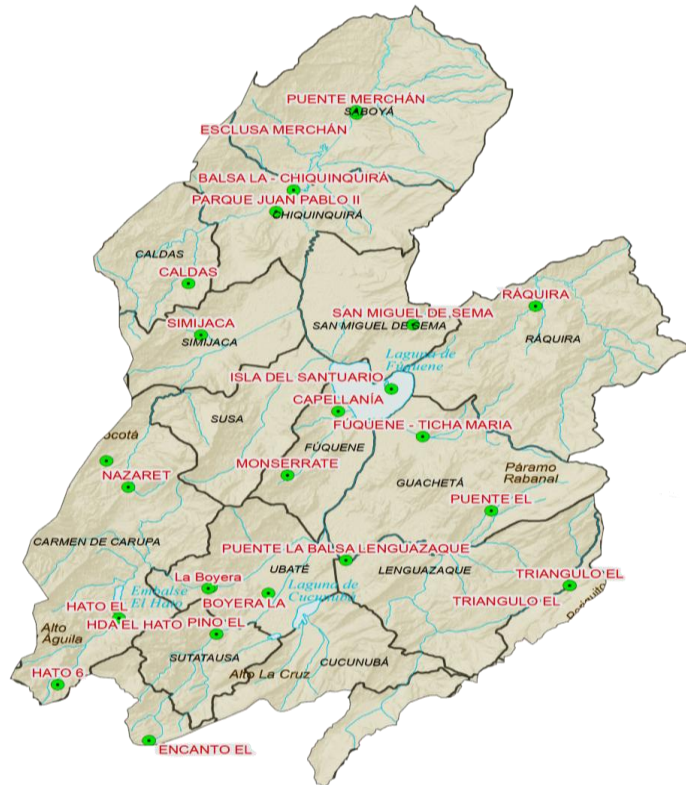 PUENTE MERCHÁN
SABOYÁ
ESCLUSA MERCHÁN
BALSA LA - CHIQUINQUIRÁ
PARQUE JUAN PABLO II
CHIQUINQUIRÁ
CALDAS
CALDAS
RÁQUIRA
SAN MIGUEL DE SEMA
SIMIJACA
SAN MIGUEL DE SEMA
SIMIJACA
RÁQUIRA
Laguna de
Fúquene
ISLA DEL SANTUARIO
CAPELLANÍA
SUSA
FÚQUENE - TICHA MARIA
ocotá
FÚQUENE
MONSERRATE
Páramo
Rabanal
NAZARET
GUACHETÁ
PUENTE EL
CARMEN DE CARUPA
PUENTE LA BALSA LENGUAZAQUE
UBATÉ
LENGUAZAQUE
La Boyera
TRIANGULO EL
Embalse
El Hato
Laguna de
Cucunubá
BOYERA LA
TRIANGULO EL
HATO EL
HDA EL HATO
PINO EL
Alto
Águila
SUTATAUSA
CUCUNUBÁ
HATO 6
Alto La Cruz
ENCANTO EL